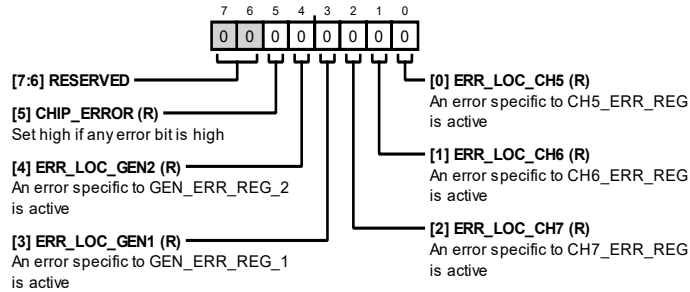 7 6 5 4 3 2 1 0
0 0 0 0 0 0 0 0
[7:6] RESERVED
[5] CHIP_ERROR (R)
Set high if any error bit is high
[4] ERR_LOC_GEN2 (R)
An error specific to GEN_ERR_REG_2
is active
[3] ERR_LOC_GEN1 (R)
An error specific to GEN_ERR_REG_1
is active
[0] ERR_LOC_CH5 (R)
An error specific to CH5_ERR_REG
is active
[1] ERR_LOC_CH6 (R)
An error specific to CH6_ERR_REG
is active
[2] ERR_LOC_CH7 (R)
An error specific to CH7_ERR_REG
is active